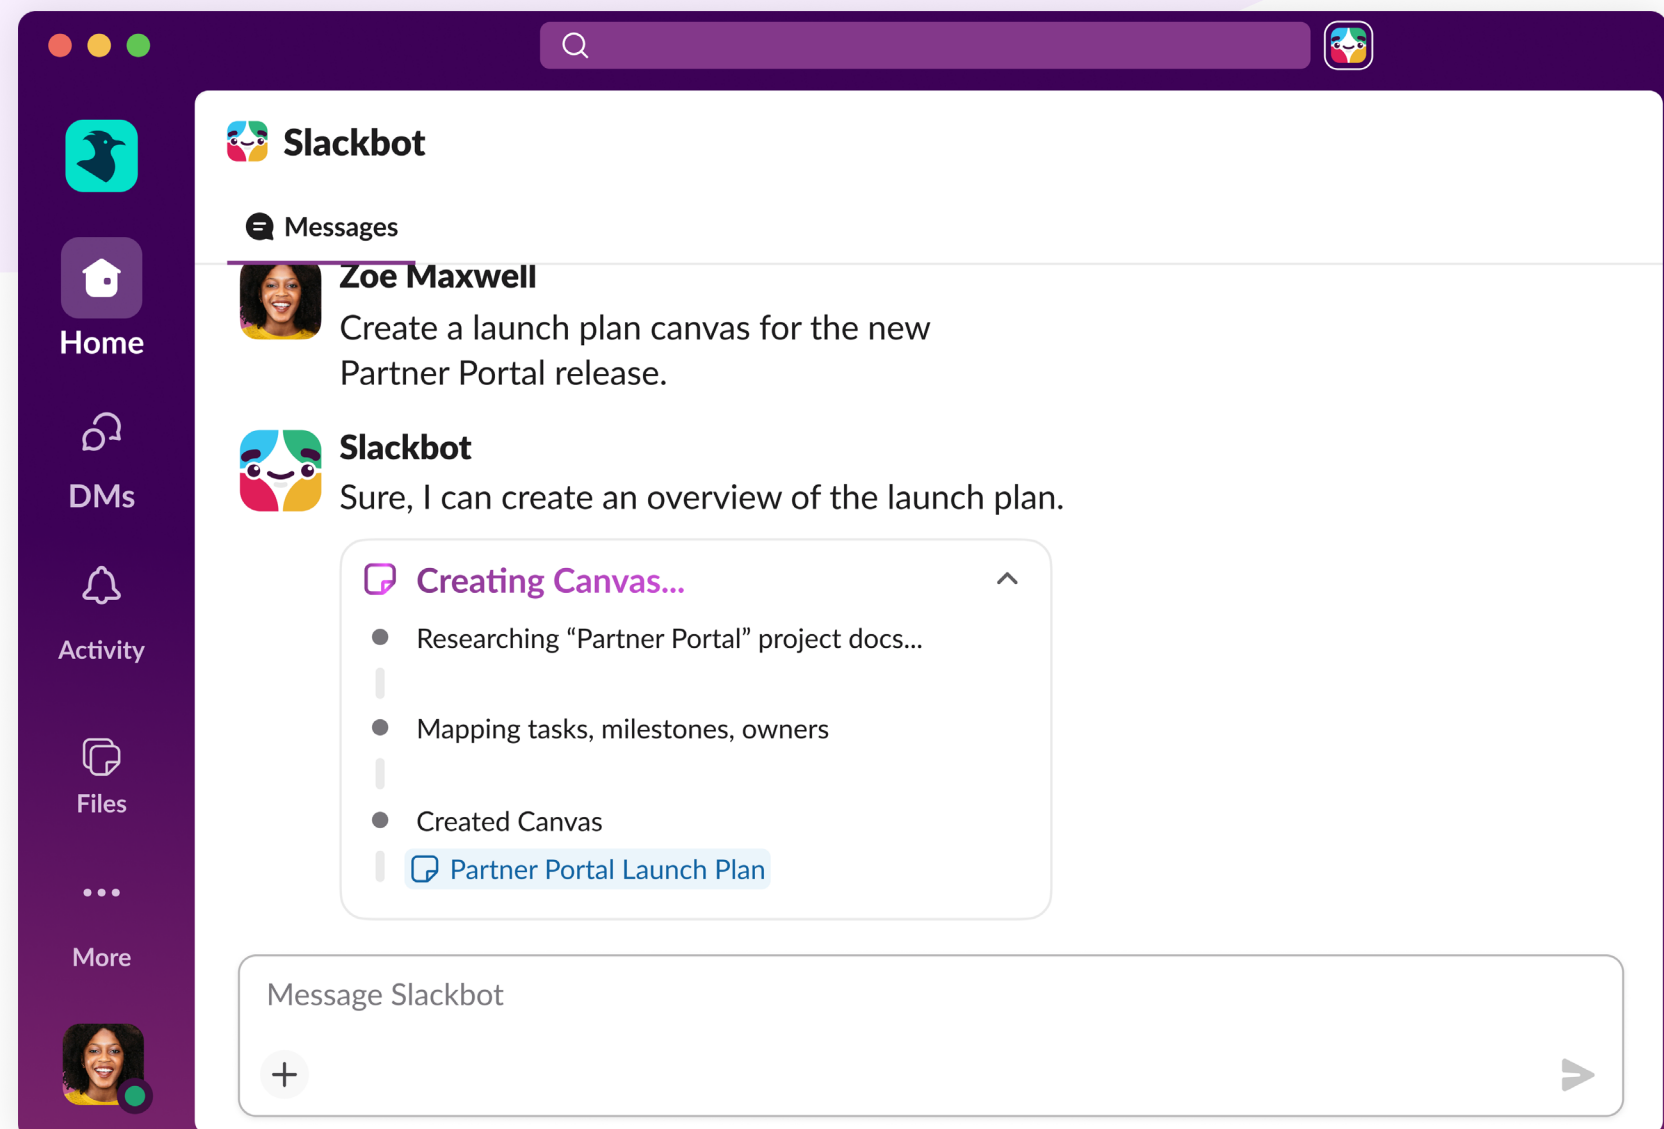 Slackbot
Messages
Home
DMs
Activity
Files
More
Zoe Maxwell
Create a launch plan canvas for the new
Partner Portal release.
Slackbot
Sure, I can create an overview of the launch plan.
Creating Canvas...
Researching “Partner Portal” project docs...
Mapping tasks, milestones, owners
Created Canvas
Partner Portal Launch Plan
Message Slackbot